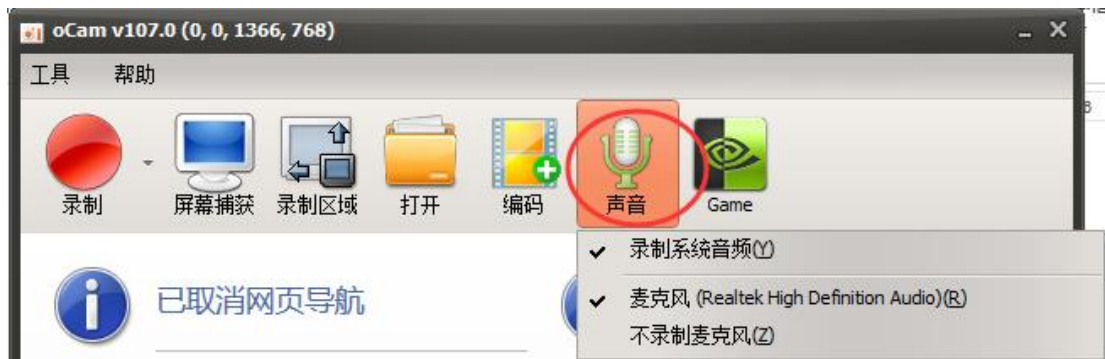 oCam v107.0 (0, 0, 1366, 768)
工具 帮助
录制 屏幕捕获 录制区域 打开 编码 声音 Game
录制系统音频(Y)
已取消网页导航
麦克风 (Realtek High Definition Audio)(R)
不录制麦克风(Z)